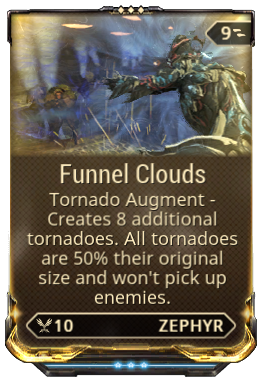 9
Funnel Clouds
Tornado Augment -
Creates 8 additional
tornadoes. All tornadoes
are 50% their original
size and won't pick up
enemies.
10 ZEPHYR